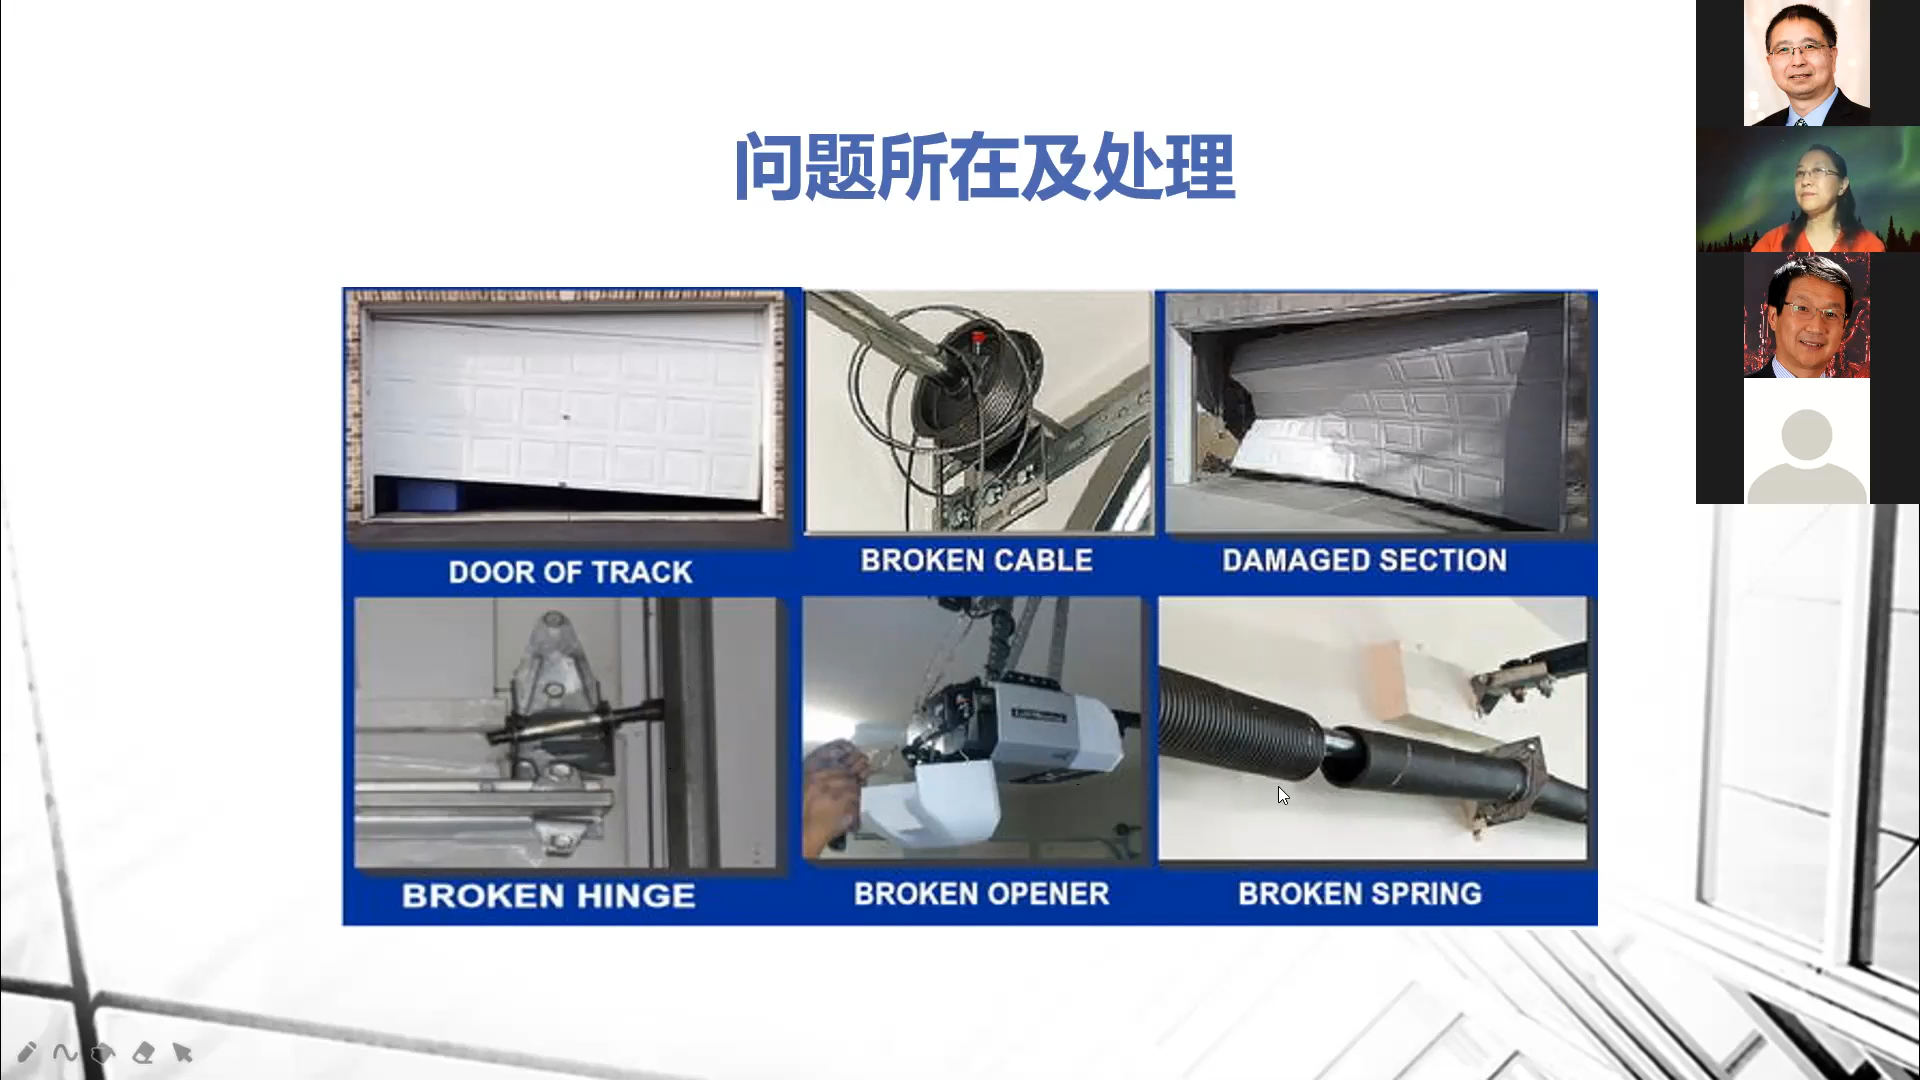 问题所在及处理
DOOR OF TRACK
BROKEN CABLE
DAMAGED SECTION
BROKEN HINGE
BROKEN OPENER
BROKEN SPRING